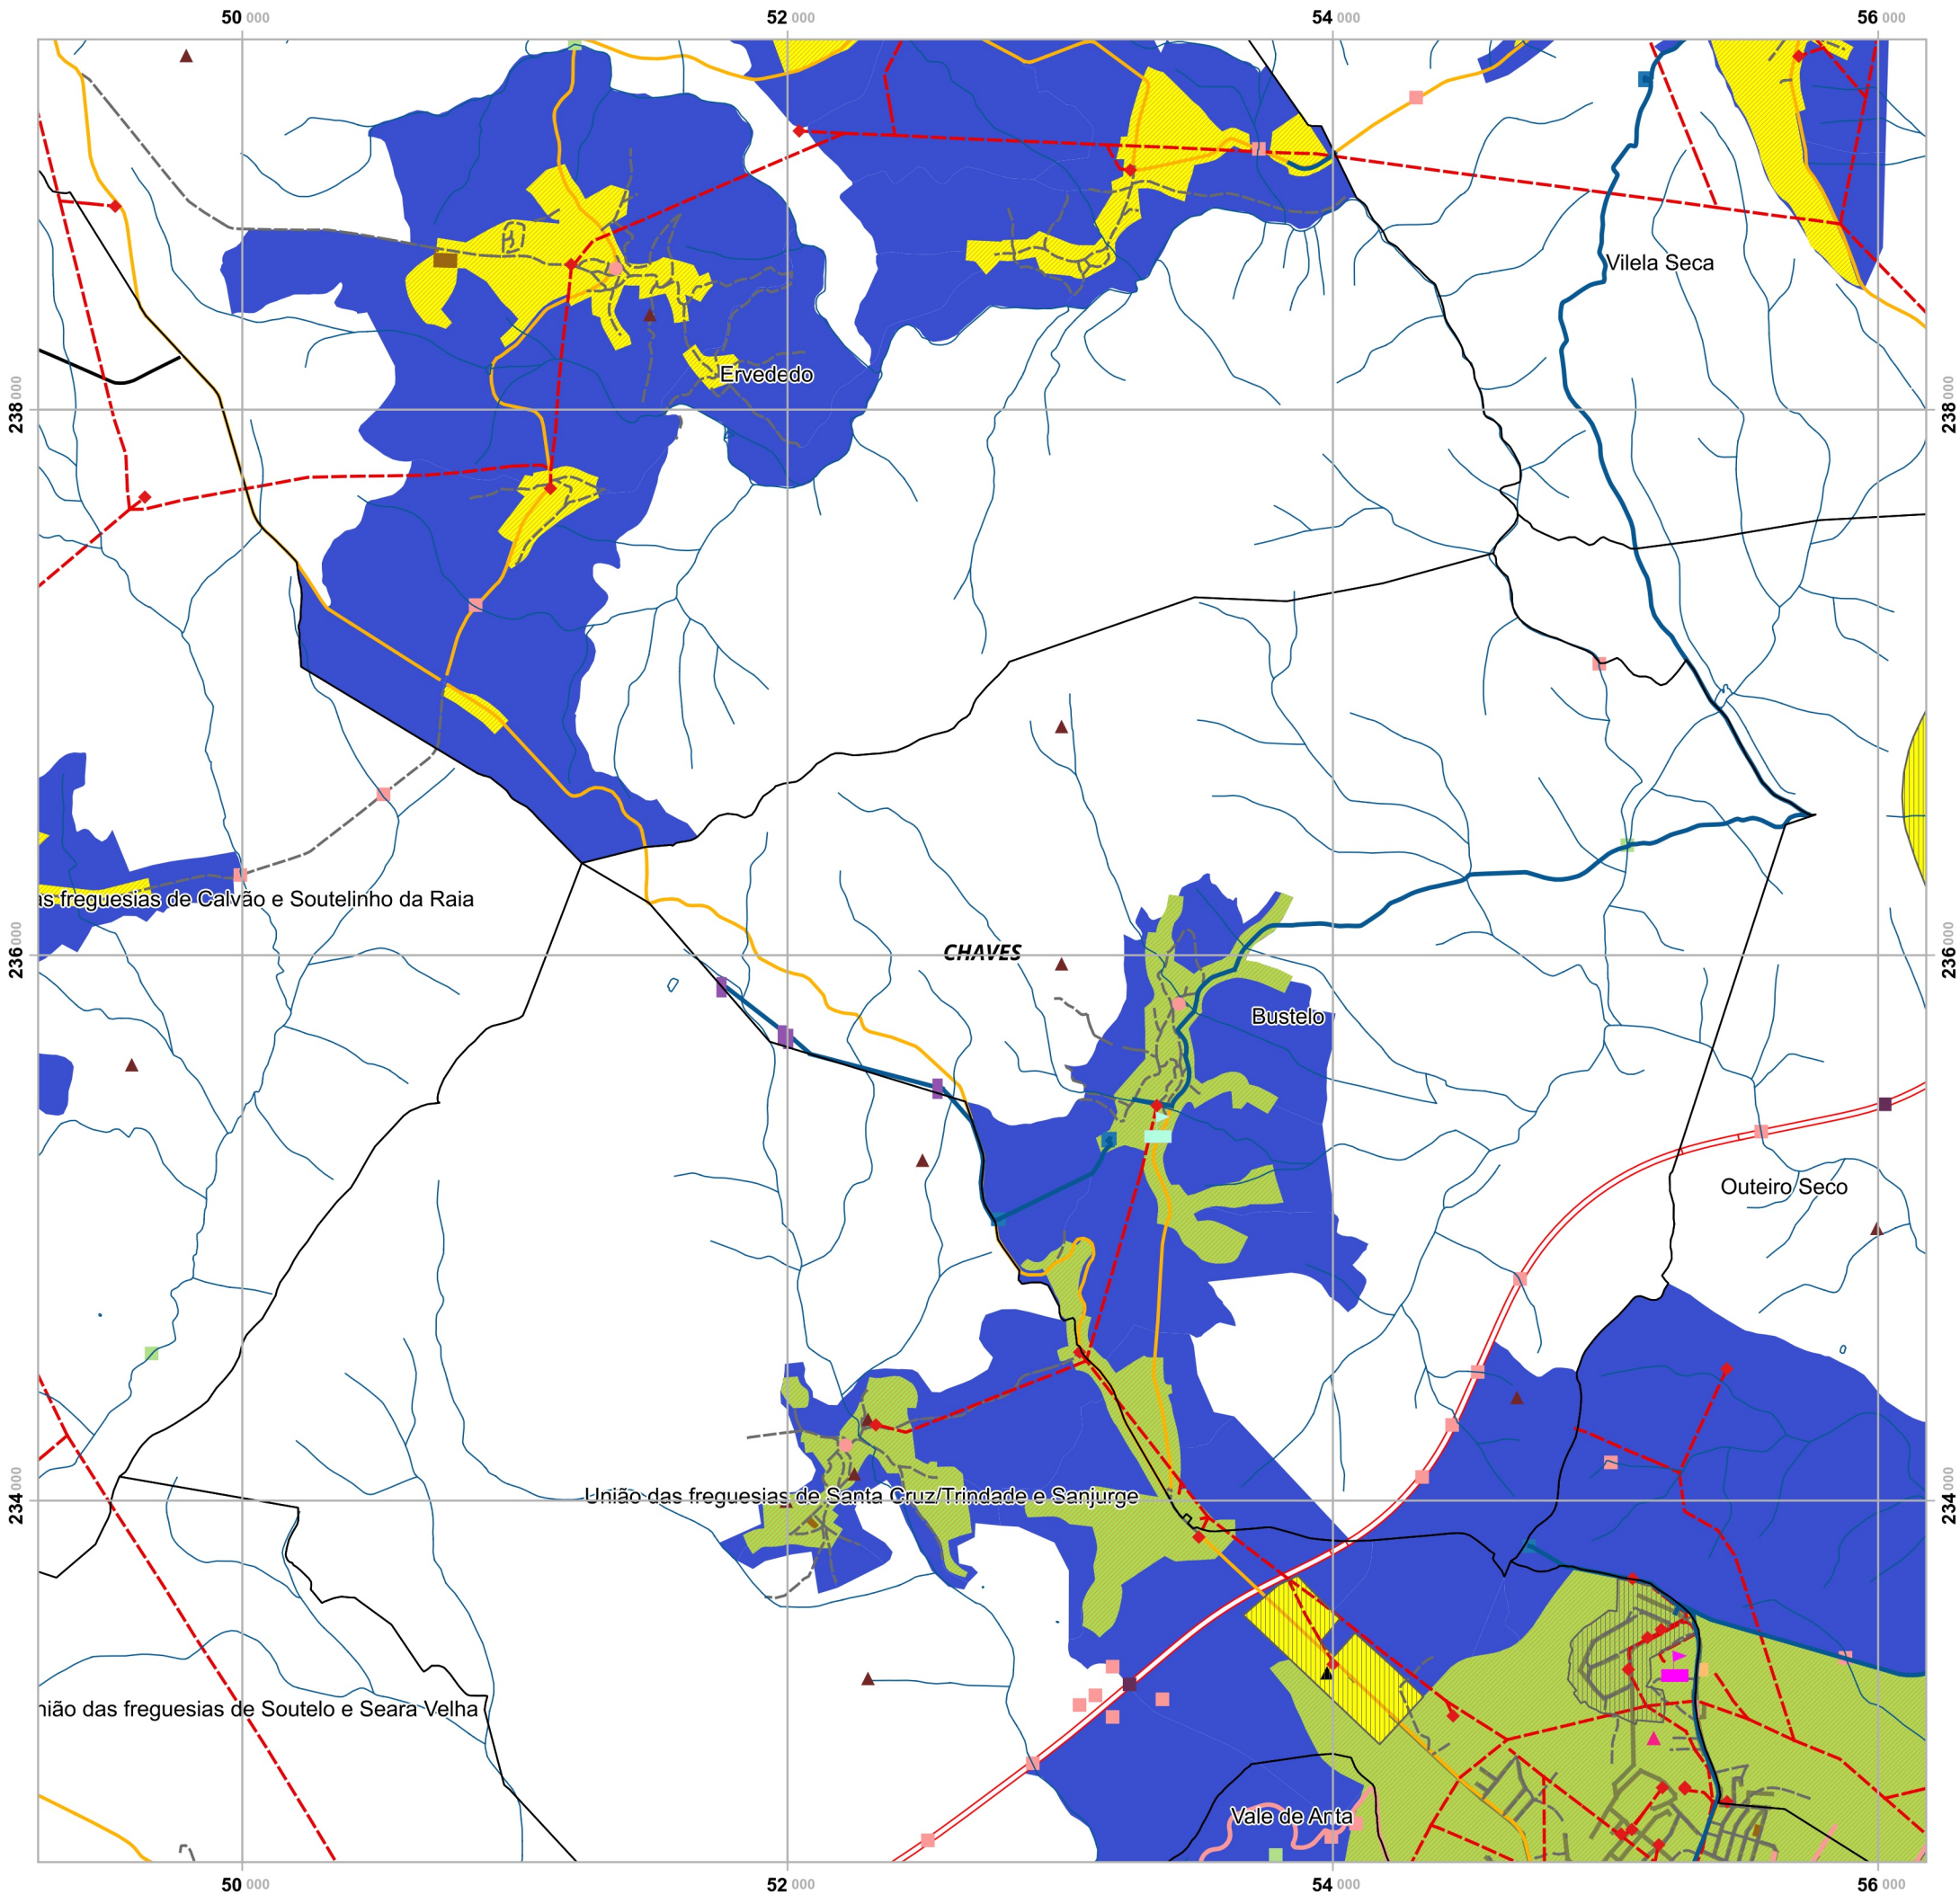 50 000 52 000 54 000 56 000
Vilela Seca
Ervededo
238 000 238 000
as freguesias de Calvão e Soutelinho da Raia
CHAVES
236 000 236 000
Bustelo
Outeiro Seco
União das freguesias de Santa Cruz/Trindade e Sanjurge
234 000 234 000
nião das freguesias de Soutelo e Seara Velha
Vale de Anta
50 000 52 000 54 000 56 000